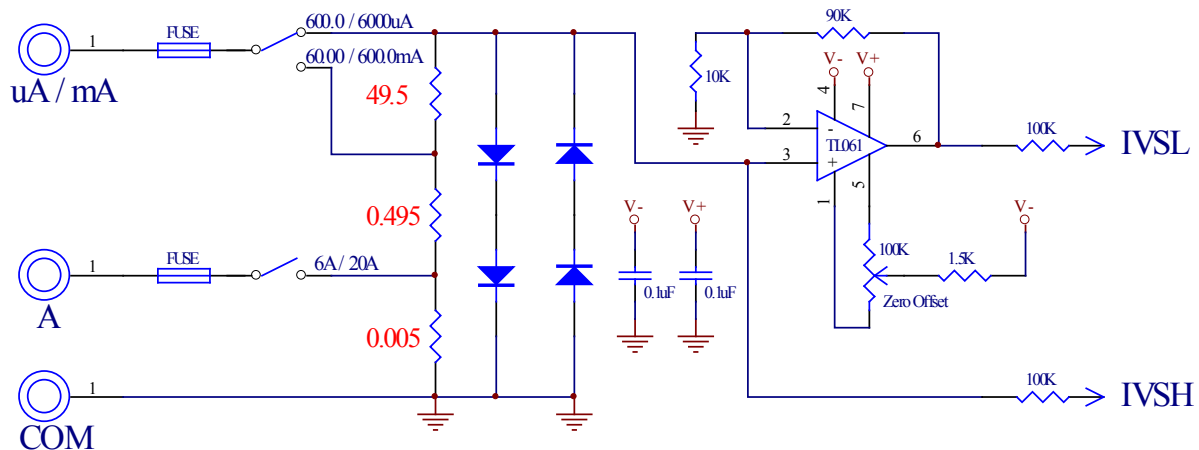 600.0 / 6000uA
90K
1
FUSE
V-
V+
60.00 / 600.0mA
uA / mA
10K
4
7
49.5
2
-
TL061
6
100K
IVSL
3
+
5
1
V-
V+
V-
0.495
100K
1.5K
1
FUSE
6A / 20A
0.1uF
0.1uF
Zero Offset
A
0.005
1
100K
IVSH
COM